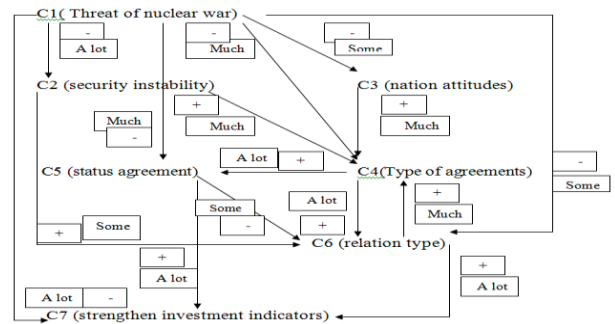 C1( Threat of nuclear war)
- - -
A lot Much Some
C2 (security instability) C3 (nation attitudes)
+ +
Much Much Much
-
A lot + -
C5 (status agreement) C4(Type of agreements)
Some
+
Some A lot Much
+ Some - +
C6 (relation type)
+ +
A lot A lot
A lot -
C7 (strengthen investment indicators)